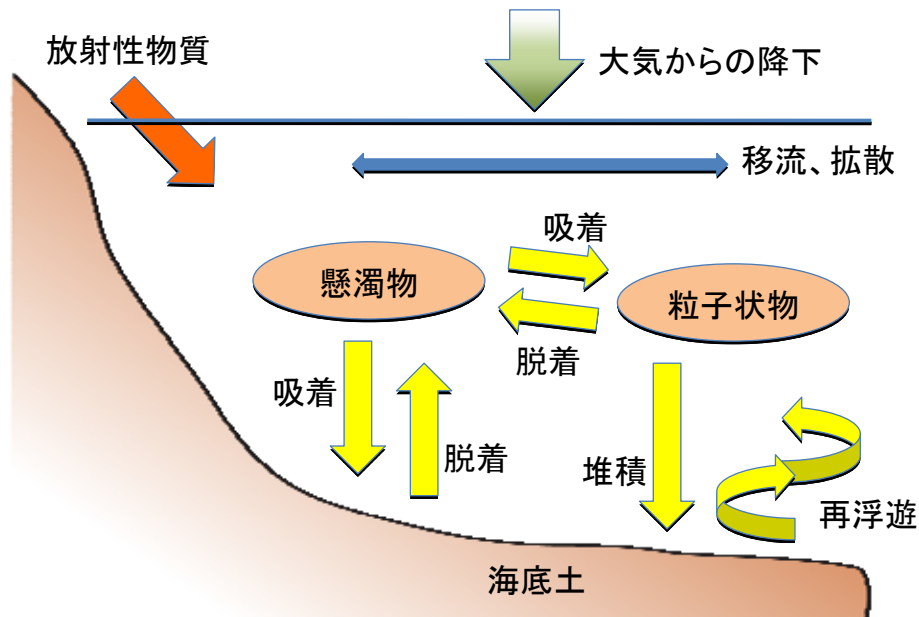 放射性物質
大気からの降下
移流、拡散
吸着
懸濁物
粒子状物
脱着
吸着
脱着
堆積
再浮遊
海底土